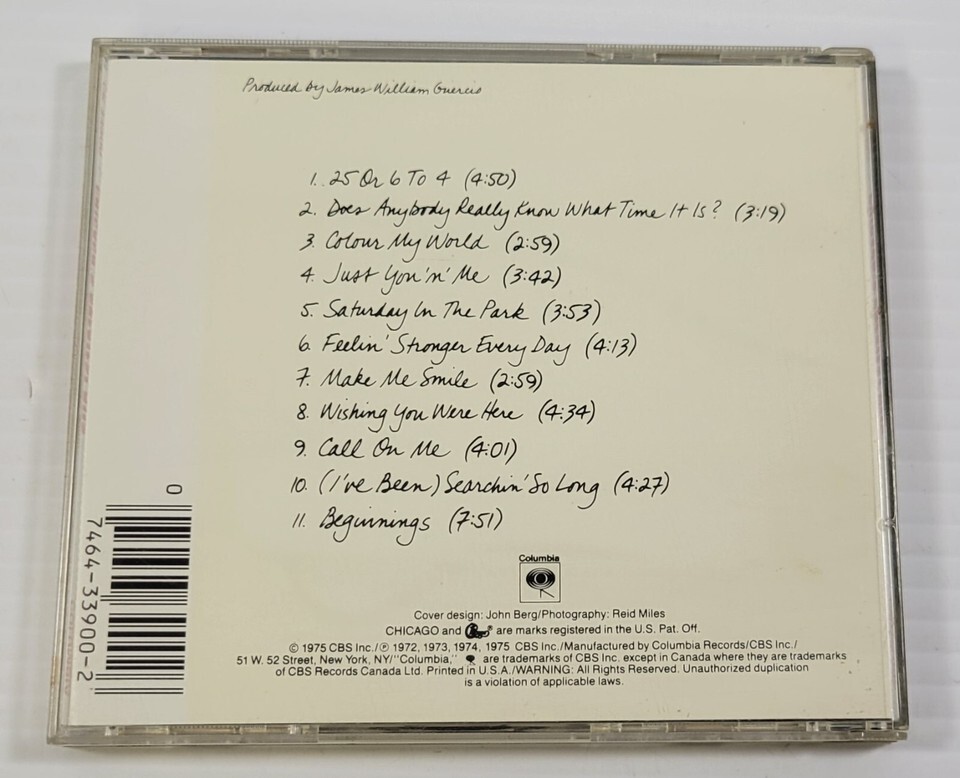 Produced By James William Guercio
1. 25 Or 6 To 4 (4:50)
2. Does Anybody Really Know What Time It Is? (3:19)
3. Colour My World (2:59)
4. Just You 'n' Me (3:42)
5. Saturday In The Park (3:53)
6. Feelin' Stronger Every Day (4:13)
7. Make Me Smile (2:59)
8. Wishing You Were Here (4:34)
9. Call On Me (4:01)
10. (I've Been) Searchin' So Long (4:27)
11. Beginnings (7:51)
0
7464-33900-2
Columbia
Cover design: John Berg/Photography: Reid Miles
CHICAGO and are marks registered in the U.S. Pat. Off.
© 1975 CBS Inc./℗ 1972, 1973, 1974, 1975 CBS Inc./Manufactured by Columbia Records/CBS Inc./
51 W. 52 Street, New York, NY/"Columbia," are trademarks of CBS Inc. except in Canada where they are trademarks
of CBS Records Canada Ltd. Printed in U.S.A./WARNING: All Rights Reserved. Unauthorized duplication
is a violation of applicable laws.